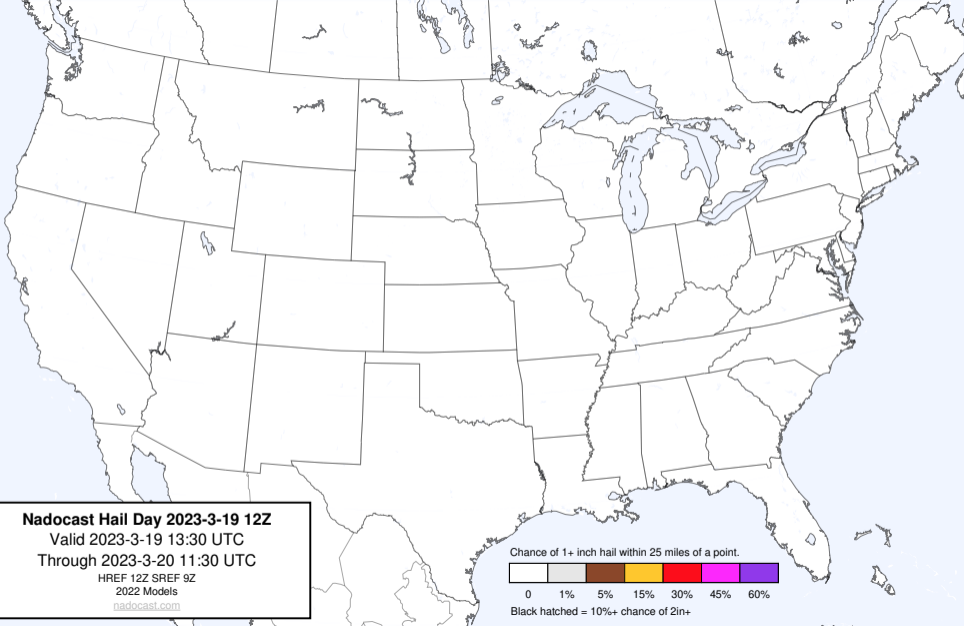 Nadocast Hail Day 2023-3-19 12Z
Valid 2023-3-19 13:30 UTC
Through 2023-3-20 11:30 UTC
HREF 12Z SREF 9Z
2022 Models
nadocast.com
Chance of 1+ inch hail within 25 miles of a point.
0 1% 5% 15% 30% 45% 60%
Black hatched = 10%+ chance of 2in+